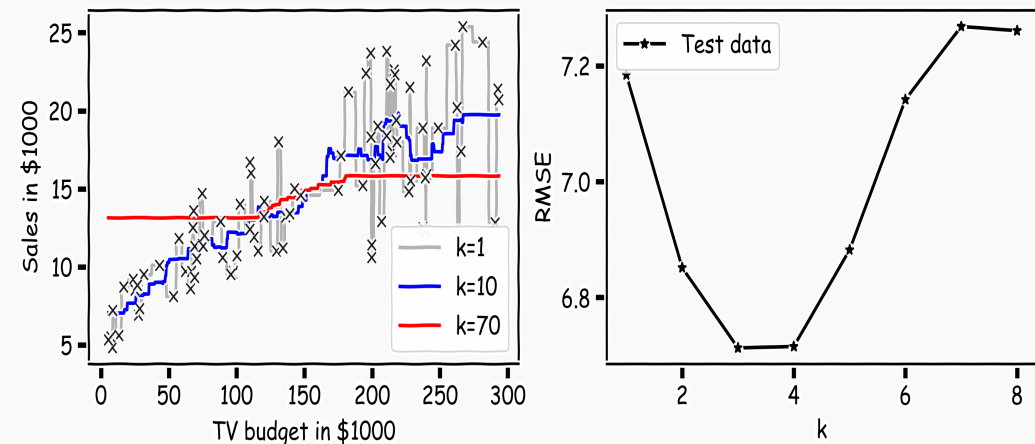 25
20
15
10
5
Sales in $1000
0 50 100 150 200 250 300
TV budget in $1000
k=1
k=10
k=70
Test data
7.2
7.0
6.8
RMSE
2 4 6 8
k